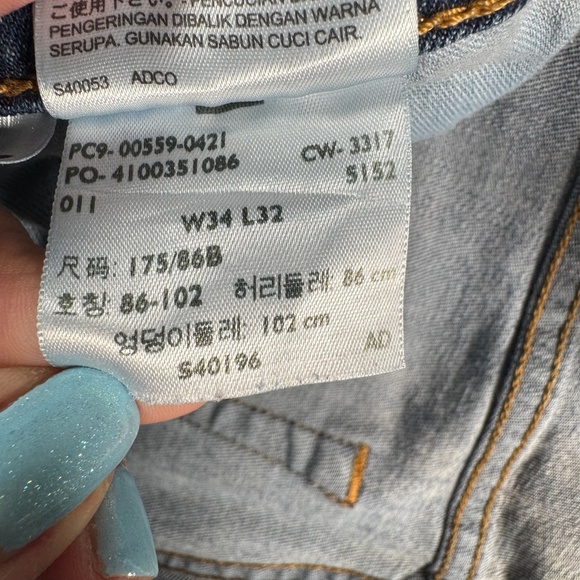 ご使用下さい。
PENGERINGAN DIBALIK DENGAN WARNA
SERUPA. GUNAKAN SABUN CUCI CAIR.
S40053 ADCO
PC9-00559-0421
PO-4100351086 CW-3317
011 5152
W34 L32
尺码: 175/86B
호칭: 86-102 허리둘레: 86 cm
엉덩이둘레: 102 cm
S40196 AD